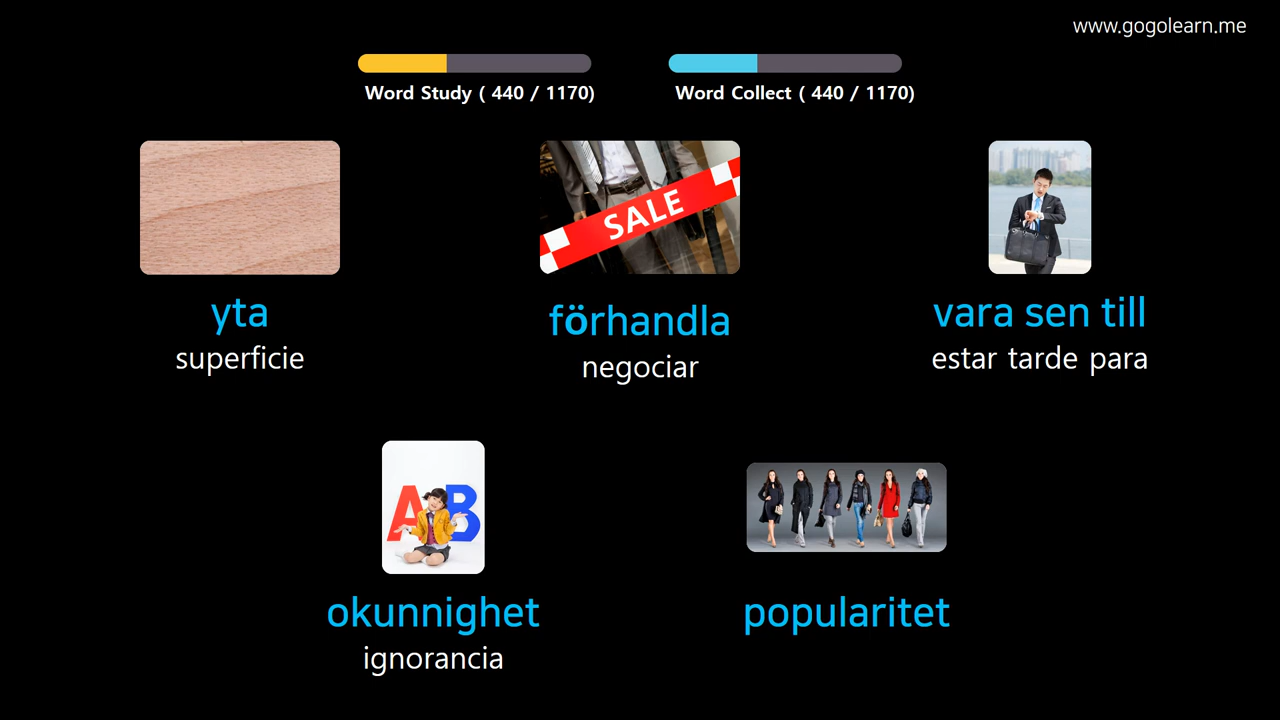 www.gogolearn.me
Word Study ( 440 / 1170)
Word Collect ( 440 / 1170)
SALE
yta
superficie
förhandla
negociar
vara sen till
estar tarde para
A B
okunnighet
ignorancia
popularitet